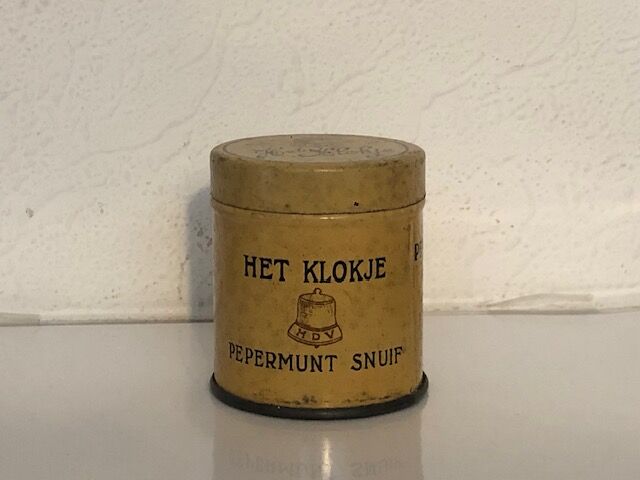 HET KLOKJE
HDV
PEPERMUNT SNUIF